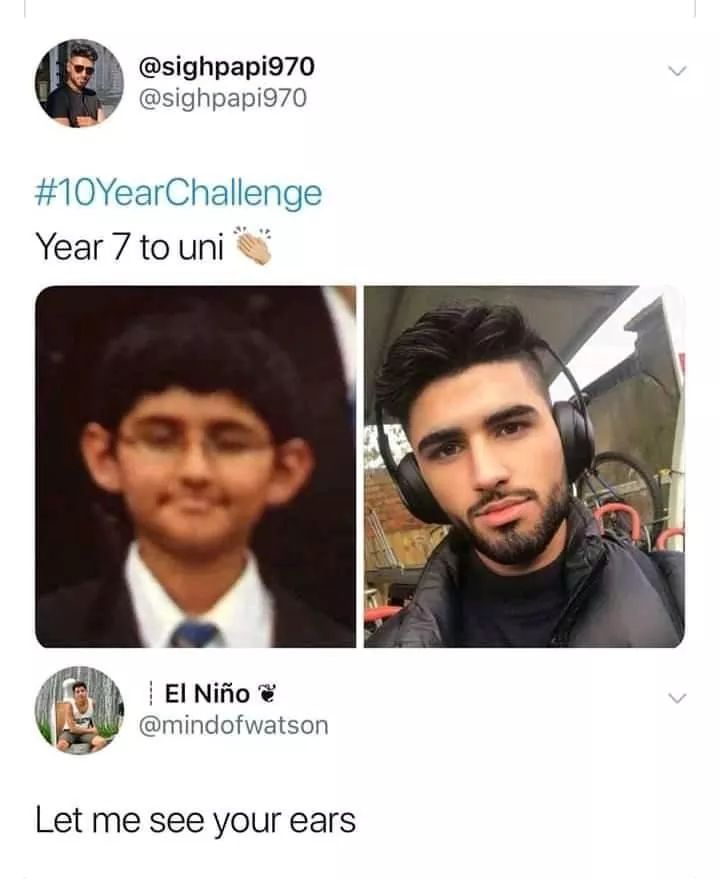 @sighpapi970
@sighpapi970
#10YearChallenge
Year 7 to uni 👏🏼
El Niño ❦
@mindofwatson
Let me see your ears